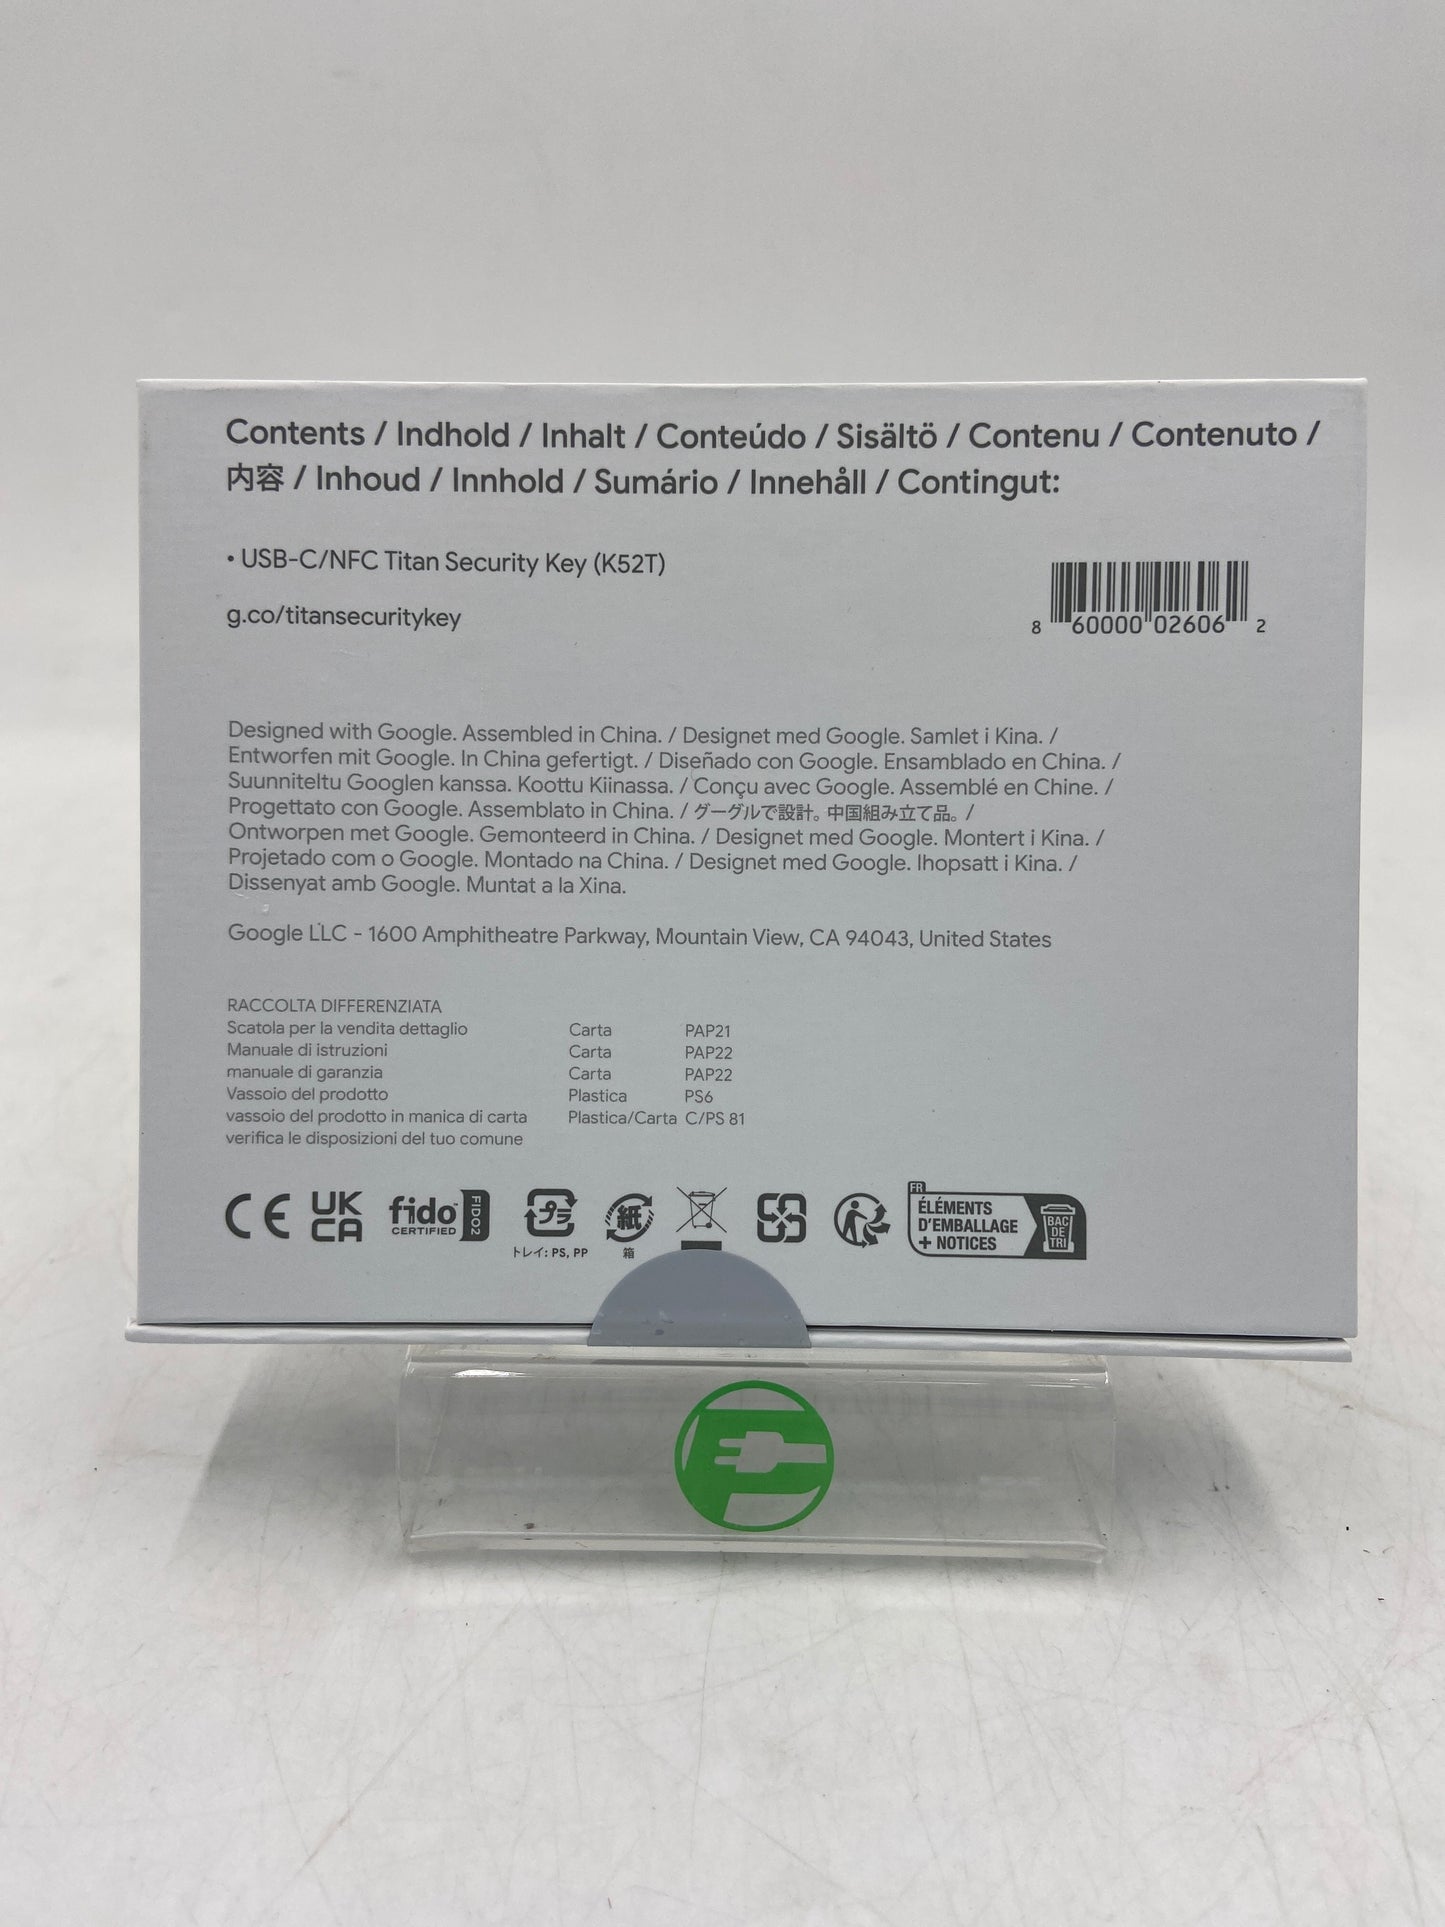 Contents / Indhold / Inhalt / Conteúdo / Sisältö / Contenu / Contenuto /
内容 / Inhoud / Innhold / Sumário / Innehåll / Contingut:
• USB-C/NFC Titan Security Key (K52T)
g.co/titansecuritykey
8 60000 02606 2
Designed with Google. Assembled in China. / Designet med Google. Samlet i Kina. /
Entworfen mit Google. In China gefertigt. / Diseñado con Google. Ensamblado en China. /
Suunniteltu Googlen kanssa. Koottu Kiinassa. / Conçu avec Google. Assemblé en Chine. /
Progettato con Google. Assemblato in China. / グーグルで設計。中国組み立て品。 /
Ontworpen met Google. Gemonteerd in China. / Designet med Google. Montert i Kina. /
Projetado com o Google. Montado na China. / Designet med Google. Ihopsatt i Kina. /
Dissenyat amb Google. Muntat a la Xina.
Google LLC - 1600 Amphitheatre Parkway, Mountain View, CA 94043, United States
RACCOLTA DIFFERENZIATA
Scatola per la vendita dettaglio Carta PAP21
Manuale di istruzioni Carta PAP22
manuale di garanzia Carta PAP22
Vassoio del prodotto Plastica PS6
vassoio del prodotto in manica di carta Plastica/Carta C/PS 81
verifica le disposizioni del tuo comune
CE
UK
CA
fido™
CERTIFIED
FIDO2
プラ
トレイ: PS, PP
紙
箱
FR
ÉLÉMENTS
D'EMBALLAGE
+ NOTICES
BAC
DE
TRI